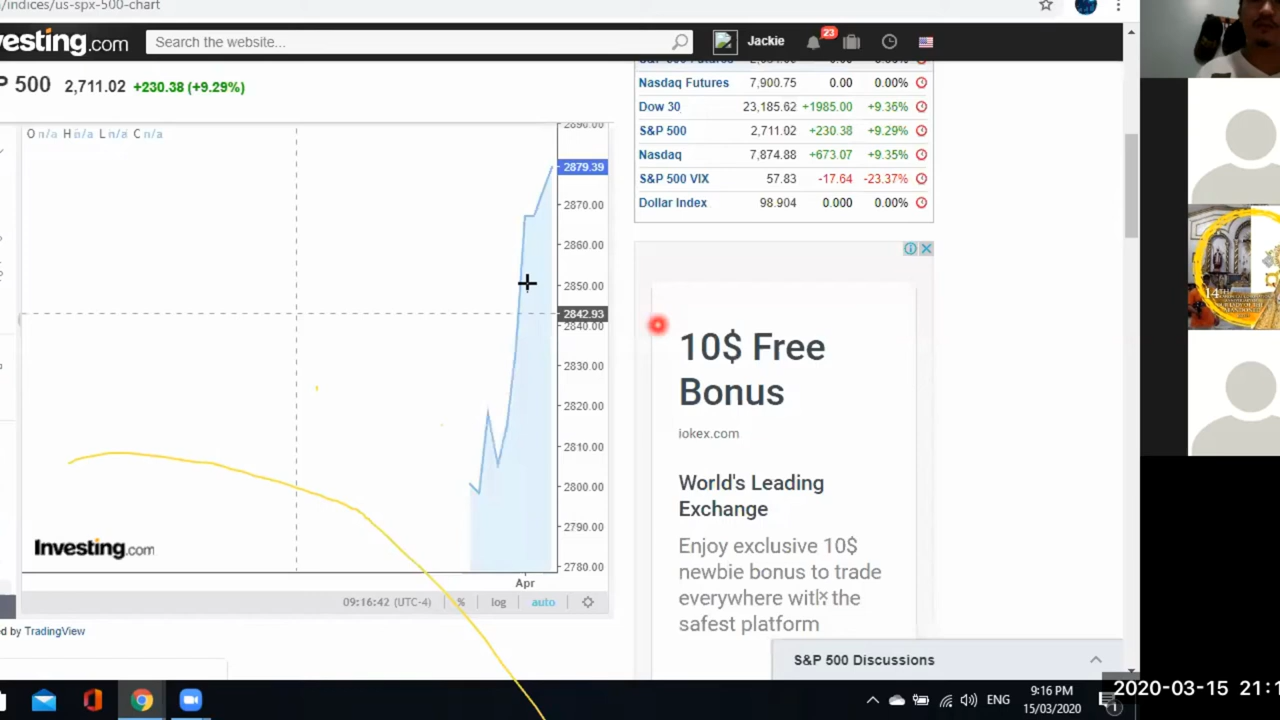 /indices/us-spx-500-chart
vesting.com
Search the website...
Jackie
23
P 500 2,711.02 +230.38 (+9.29%)
Nasdaq Futures 7,900.75 0.00 0.00%
Dow 30 23,185.62 +1985.00 +9.36%
S&P 500 2,711.02 +230.38 +9.29%
Nasdaq 7,874.88 +673.07 +9.35%
S&P 500 VIX 57.83 -17.64 -23.37%
Dollar Index 98.904 0.000 0.00%
O n/a H n/a L n/a C n/a
2890.00
2879.39
2870.00
2860.00
2850.00
2842.93
2840.00
2830.00
2820.00
2810.00
2800.00
2790.00
2780.00
Investing.com
Apr
09:16:42 (UTC-4) % log auto
ed by TradingView
10$ Free
Bonus
iokex.com
World's Leading
Exchange
Enjoy exclusive 10$
newbie bonus to trade
everywhere with the
safest platform
S&P 500 Discussions
14TH
ENG
9:16 PM
15/03/2020
1
2020-03-15 21:1